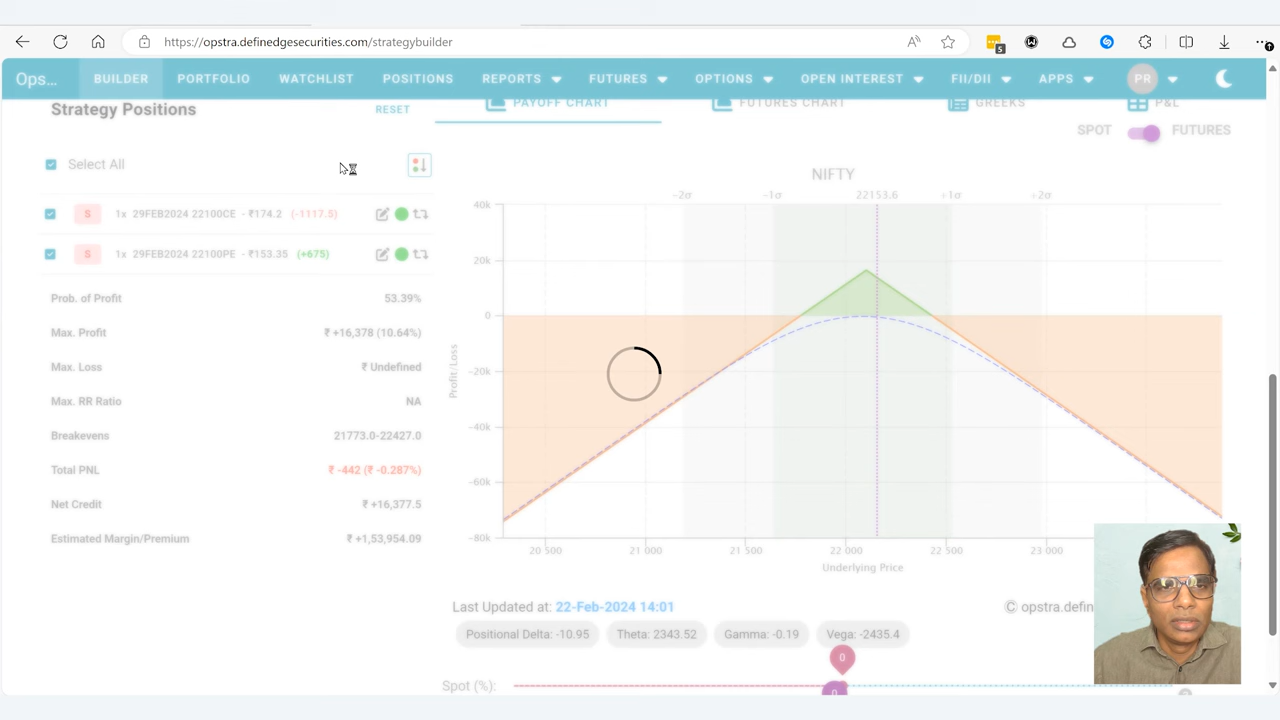 https://opstra.definedgesecurities.com/strategybuilder
5
Ops... BUILDER PORTFOLIO WATCHLIST POSITIONS REPORTS FUTURES OPTIONS OPEN INTEREST FII/DII APPS PR
Strategy Positions RESET
PAYOFF CHART FUTURES CHART GREEKS P&L
SPOT FUTURES
Select All
NIFTY
-2σ -1σ 22153.6 +1σ +2σ
S 1x 29FEB2024 22100CE - ₹174.2 (-1117.5)
S 1x 29FEB2024 22100PE - ₹153.35 (+675)
Prob. of Profit 53.39%
Max. Profit ₹ +16,378 (10.64%)
Max. Loss ₹ Undefined
Max. RR Ratio NA
Breakevens 21773.0-22427.0
Total PNL ₹ -442 (₹ -0.287%)
Net Credit ₹ +16,377.5
Estimated Margin/Premium ₹ +1,53,954.09
Profit/Loss
40k
20k
0
-20k
-40k
-60k
-80k
20 500 21 000 21 500 22 000 22 500 23 000
Underlying Price
Last Updated at: 22-Feb-2024 14:01
© opstra.defin
Positional Delta: -10.95 Theta: 2343.52 Gamma: -0.19 Vega: -2435.4
0
Spot (%):
0